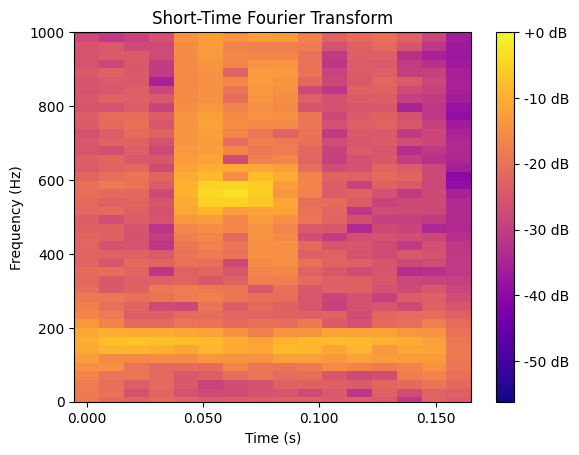 Short-Time Fourier Transform
1000
800
600
400
200
0
Frequency (Hz)
0.000
0.050
0.100
0.150
Time (s)
+0 dB
-10 dB
-20 dB
-30 dB
-40 dB
-50 dB